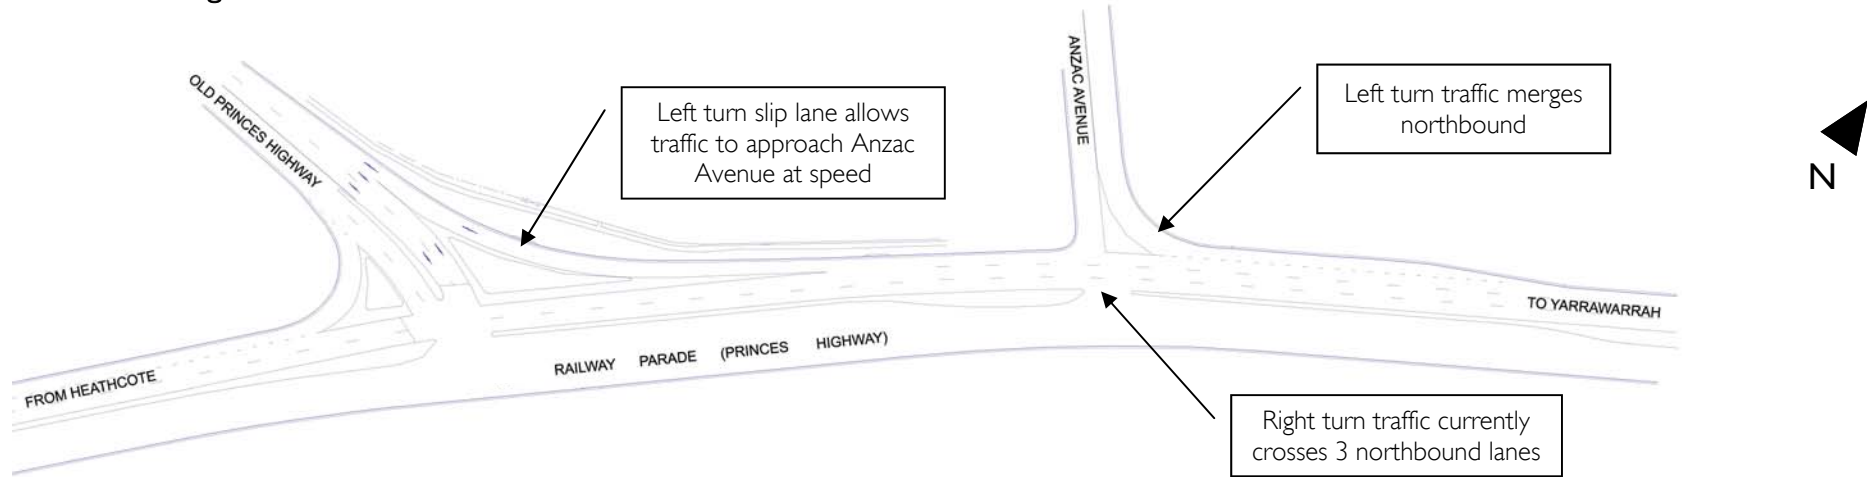 OLD PRINCES HIGHWAY
Left turn slip lane allows
traffic to approach Anzac
Avenue at speed
ANZAC AVENUE
Left turn traffic merges
northbound
N
TO YARRAWARRAH
RAILWAY PARADE (PRINCES HIGHWAY)
FROM HEATHCOTE
Right turn traffic currently
crosses 3 northbound lanes